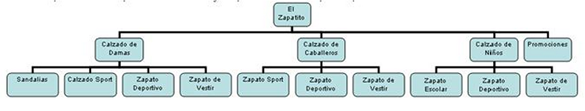 El
Zapatito
Calzado de
Damas
Calzado de
Caballeros
Calzado de
Niños
Promociones
Sandalias
Calzado Sport
Zapato
Deportivo
Zapato de
Vestir
Zapato Sport
Zapato
Deportivo
Zapato de
Vestir
Zapato
Escolar
Zapato
Deportivo
Zapato de
Vestir